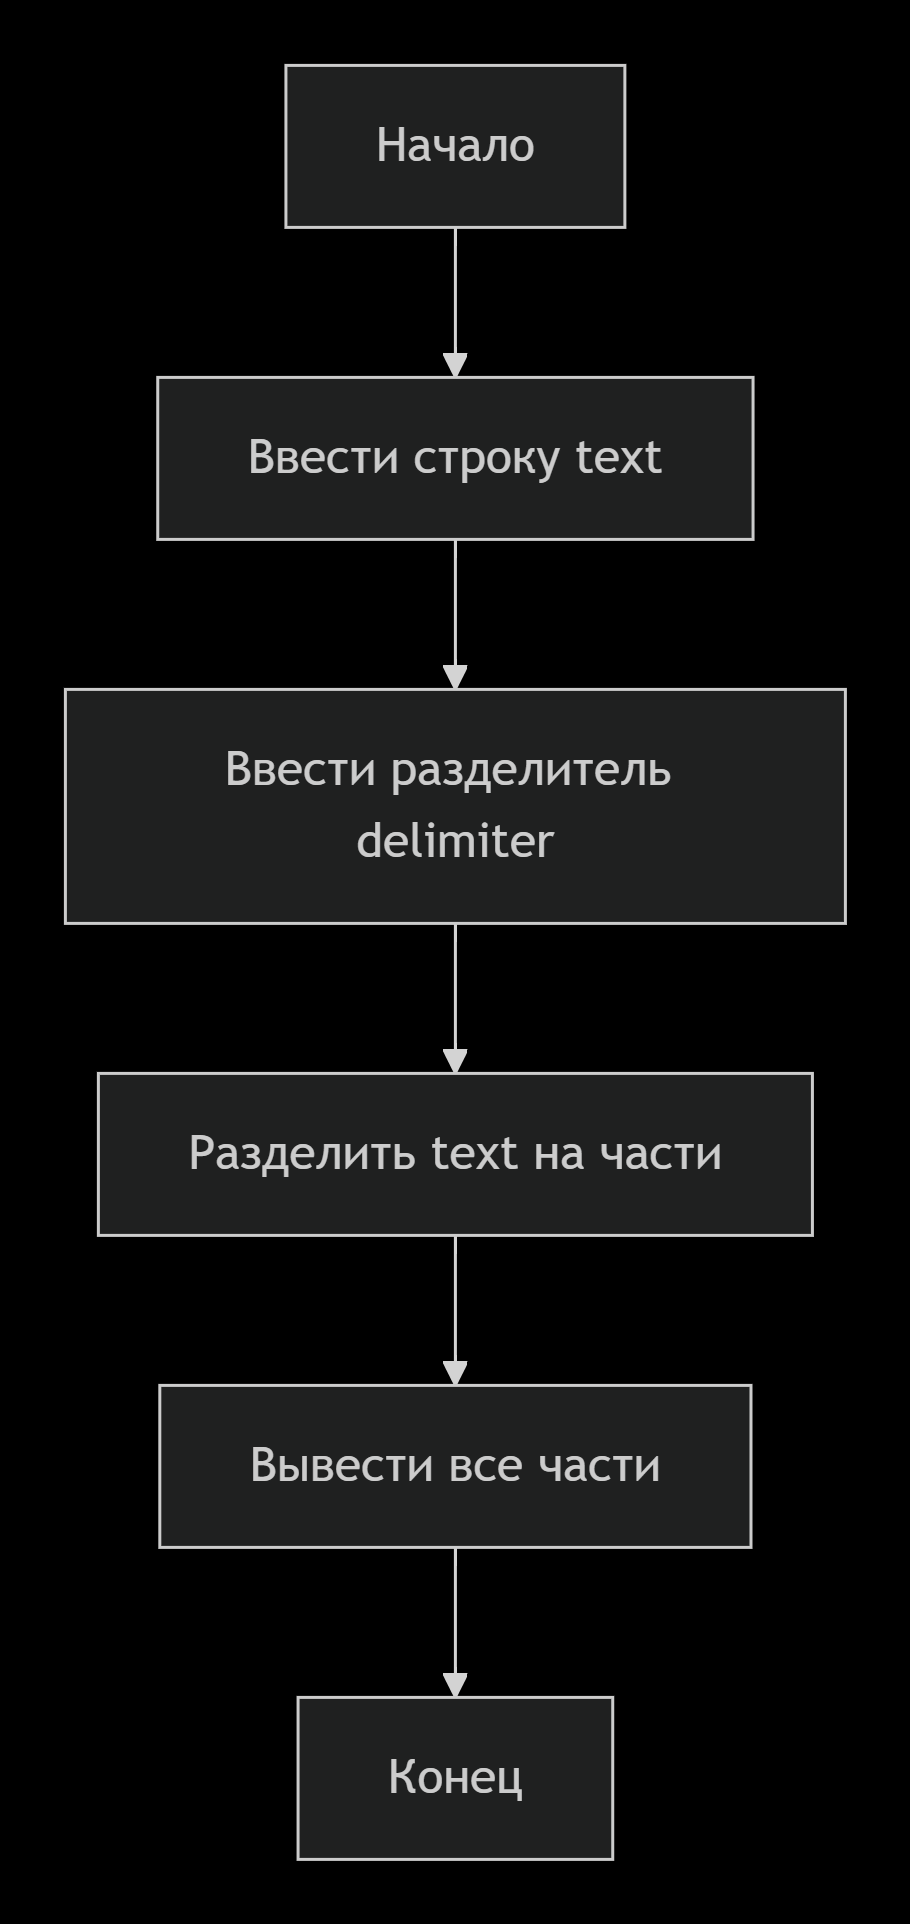 Начало
Ввести строку text
Ввести разделитель
delimiter
Разделить text на части
Вывести все части
Конец